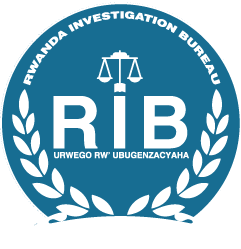 RWANDA INVESTIGATION BUREAU
RIB
URWEGO RW' UBUGENZACYAHA